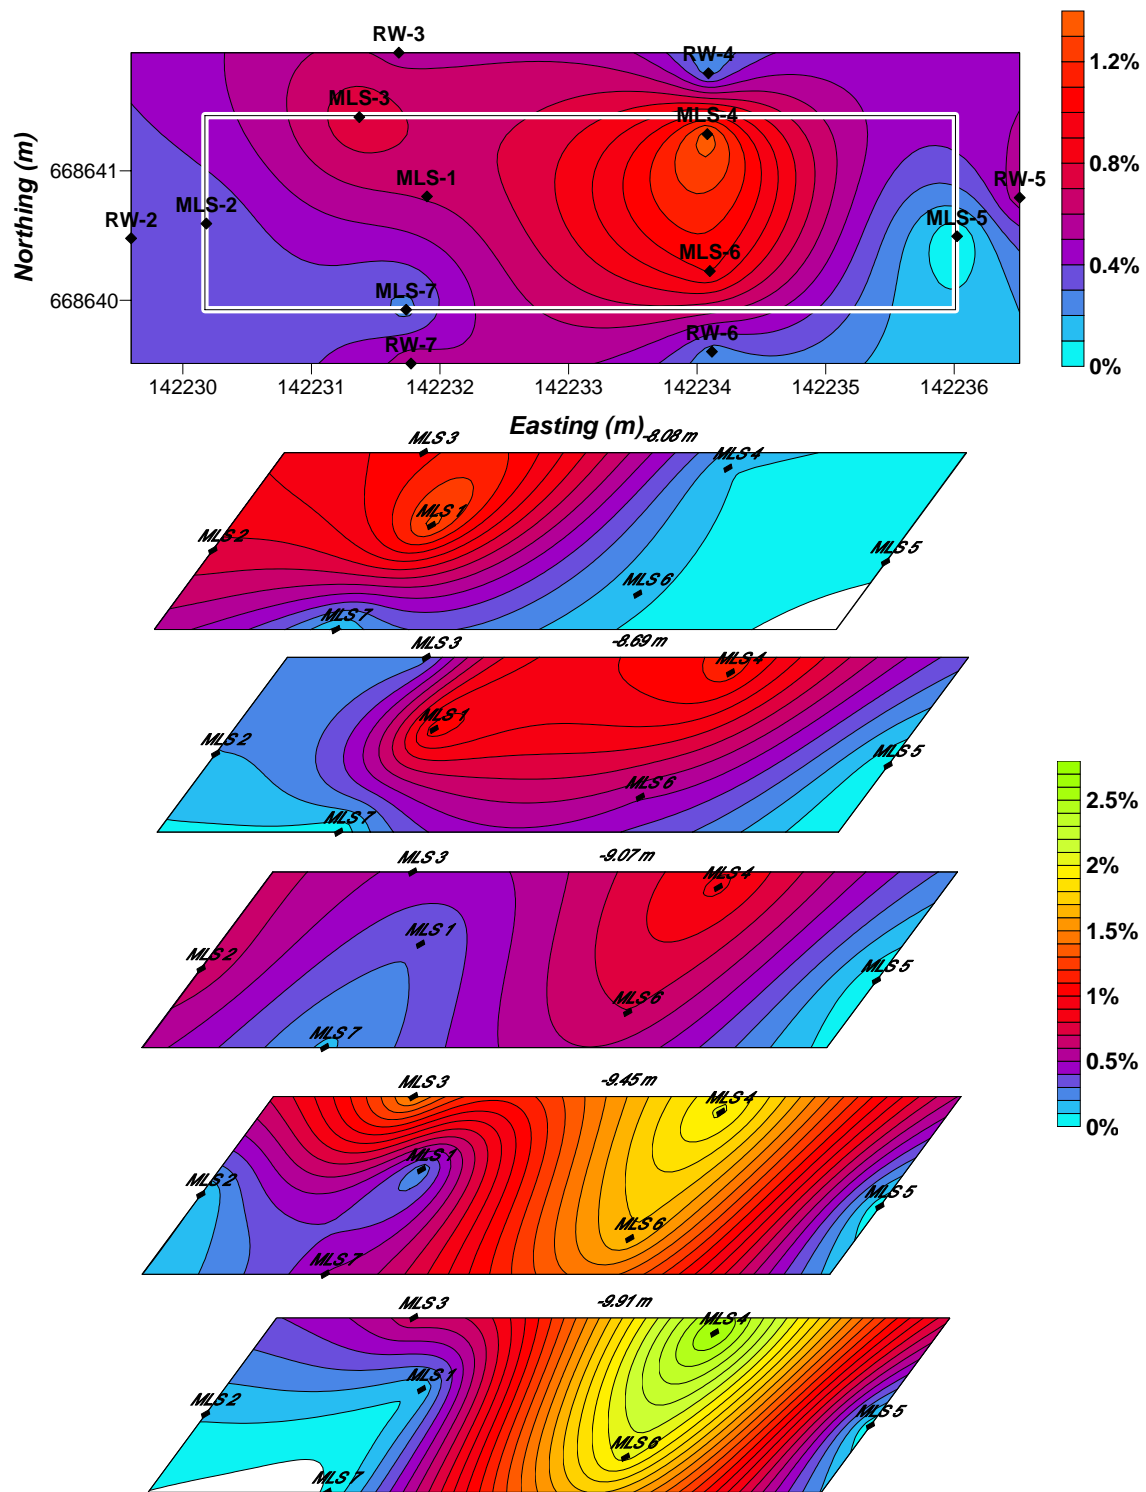 RW-3
RW-4
1.2%
MLS-3
MLS-4
Northing (m)
668641
0.8%
MLS-1
RW-5
MLS-2
RW-2
MLS-5
MLS-6
0.4%
MLS-7
668640
RW-6
RW-7
0%
142230 142231 142232 142233 142234 142235 142236
Easting (m)
MLS 3
-8.08 m
MLS 4
MLS 1
MLS 2
MLS 5
MLS 6
MLS 7
MLS 3
-8.69 m
MLS 4
MLS 1
MLS 2
MLS 5
MLS 6
MLS 7
2.5%
2%
1.5%
1%
0.5%
0%
MLS 3
-9.07 m
MLS 4
MLS 1
MLS 2
MLS 5
MLS 6
MLS 7
MLS 3
-9.45 m
MLS 4
MLS 1
MLS 2
MLS 5
MLS 6
MLS 7
MLS 3
-9.91 m
MLS 4
MLS 1
MLS 2
MLS 5
MLS 6
MLS 7